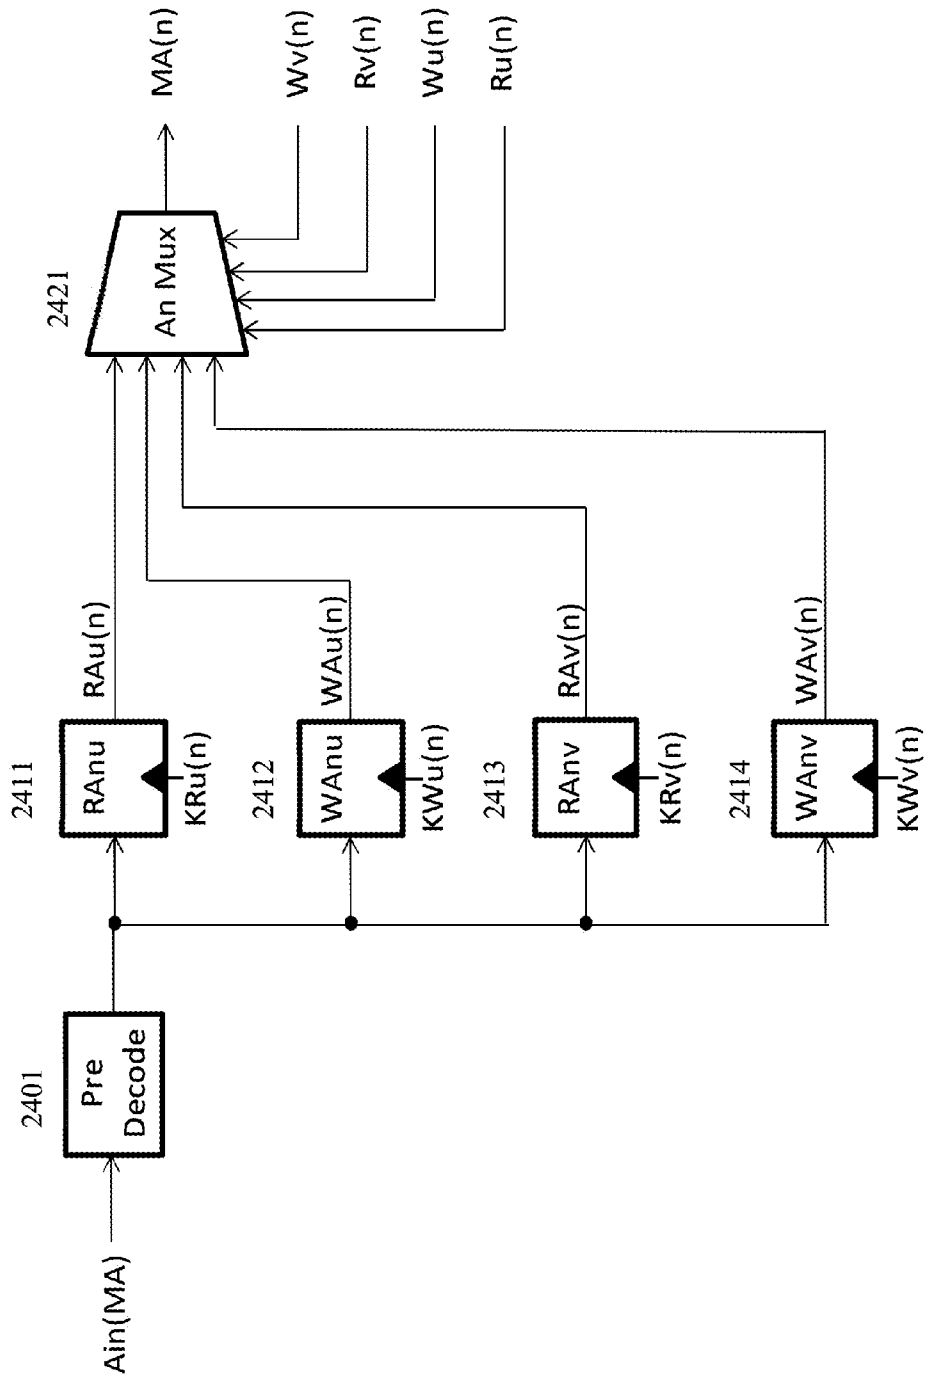 Ain(MA)
2401
Pre
Decode
2411
RAnu
KRu(n)
RAu(n)
2412
WAnu
KWu(n)
WAu(n)
2413
RAnv
KRv(n)
RAv(n)
2414
WAnv
KWv(n)
WAv(n)
2421
An Mux
MA(n)
Wv(n)
Rv(n)
Wu(n)
Ru(n)